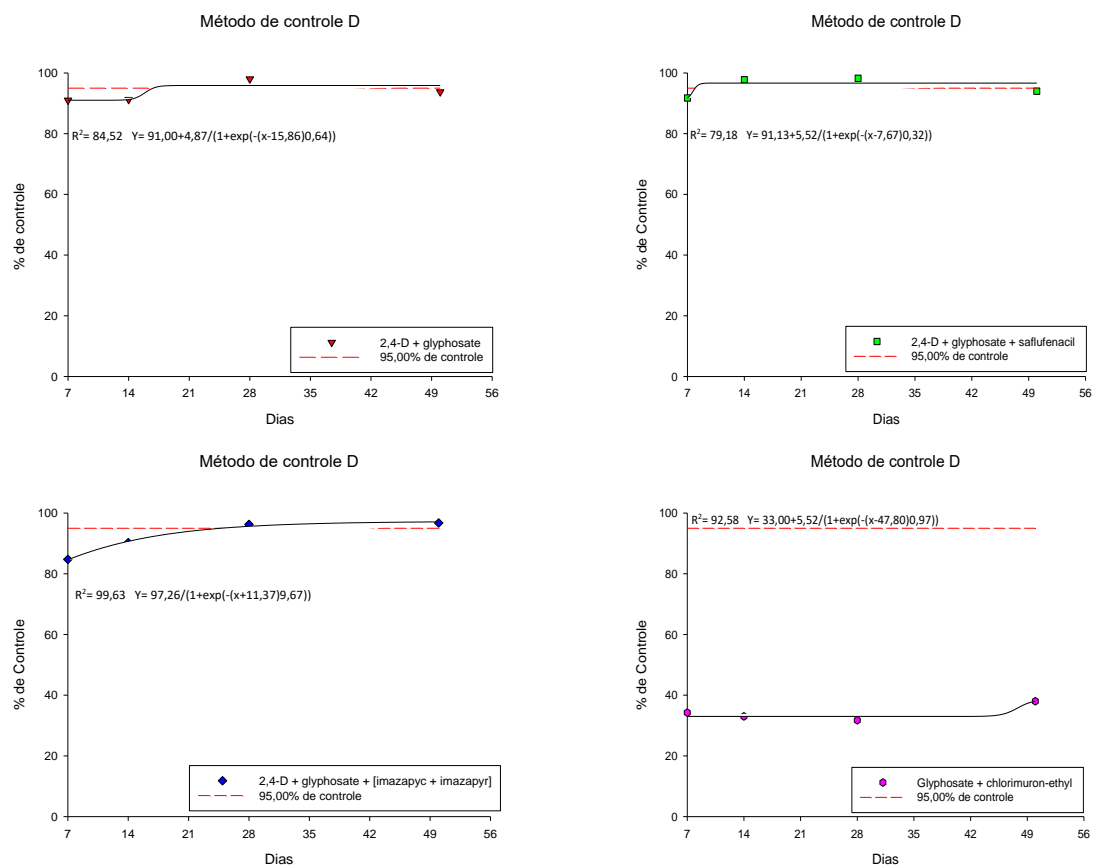 Método de controle D
% de controle
100
80
60
40
20
0
R2= 84,52 Y= 91,00+4,87/(1+exp(-(x-15,86)0,64))
2,4-D + glyphosate
95,00% de controle
7 14 21 28 35 42 49 56
Dias
Método de controle D
% de Controle
100
80
60
40
20
0
R2= 79,18 Y= 91,13+5,52/(1+exp(-(x-7,67)0,32))
2,4-D + glyphosate + saflufenacil
95,00% de controle
7 14 21 28 35 42 49 56
Dias
Método de controle D
% de Controle
100
80
60
40
20
0
R2= 99,63 Y= 97,26/(1+exp(-(x+11,37)9,67))
2,4-D + glyphosate + [imazapyc + imazapyr]
95,00% de controle
7 14 21 28 35 42 49 56
Dias
Método de controle D
% de Controle
100
80
60
40
20
0
R2= 92,58 Y= 33,00+5,52/(1+exp(-(x-47,80)0,97))
Glyphosate + chlorimuron-ethyl
95,00% de controle
7 14 21 28 35 42 49 56
Dias